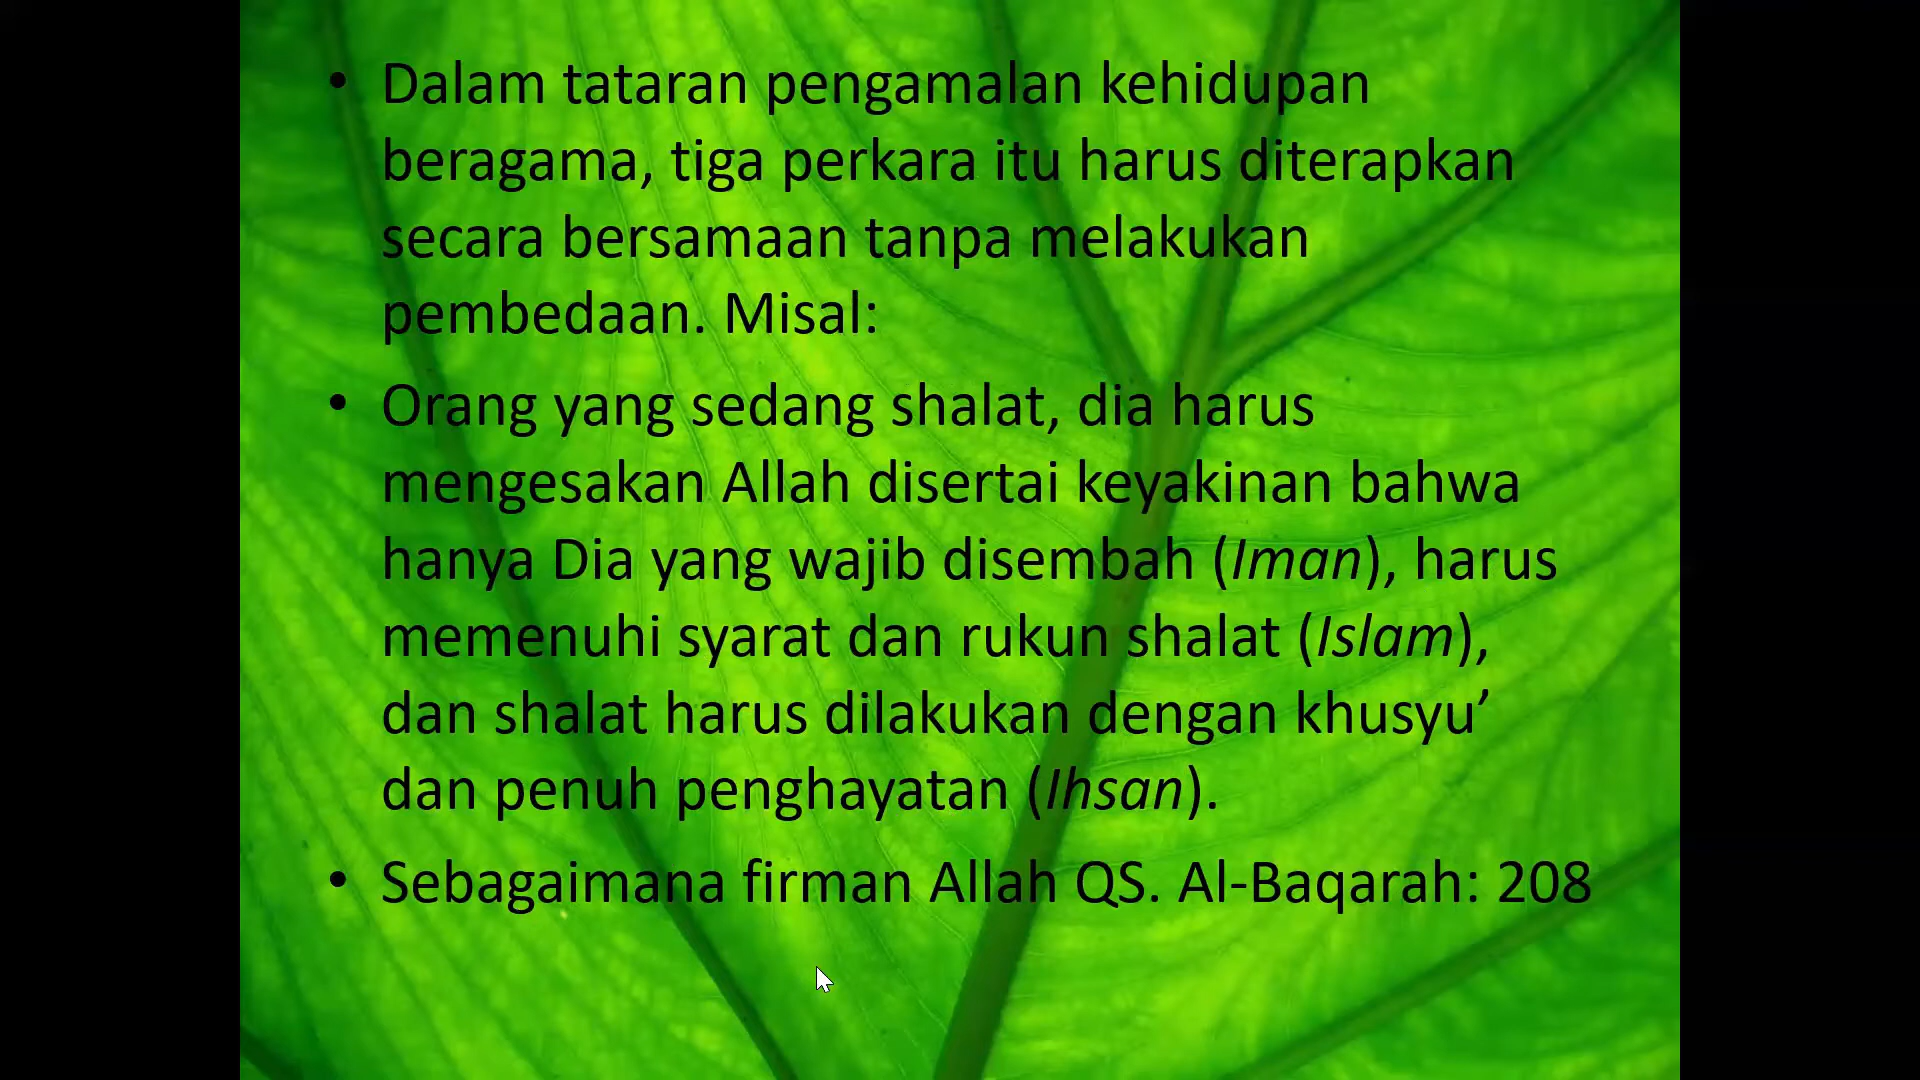 • Dalam tataran pengamalan kehidupan
beragama, tiga perkara itu harus diterapkan
secara bersamaan tanpa melakukan
pembedaan. Misal:
• Orang yang sedang shalat, dia harus
mengesakan Allah disertai keyakinan bahwa
hanya Dia yang wajib disembah (Iman), harus
memenuhi syarat dan rukun shalat (Islam),
dan shalat harus dilakukan dengan khusyu’
dan penuh penghayatan (Ihsan).
• Sebagaimana firman Allah QS. Al-Baqarah: 208